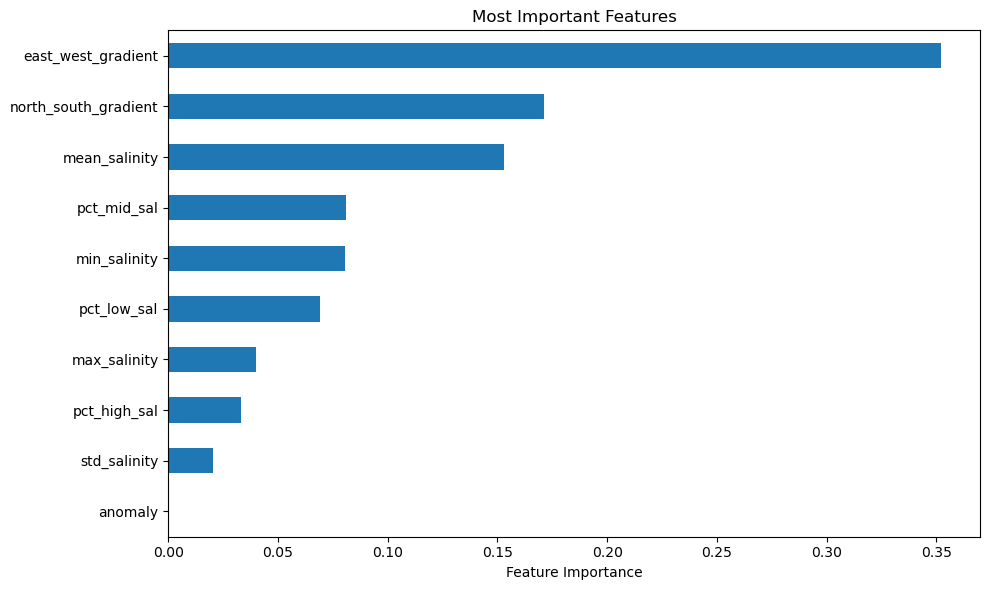 Most Important Features
east_west_gradient
north_south_gradient
mean_salinity
pct_mid_sal
min_salinity
pct_low_sal
max_salinity
pct_high_sal
std_salinity
anomaly
0.00 0.05 0.10 0.15 0.20 0.25 0.30 0.35
Feature Importance